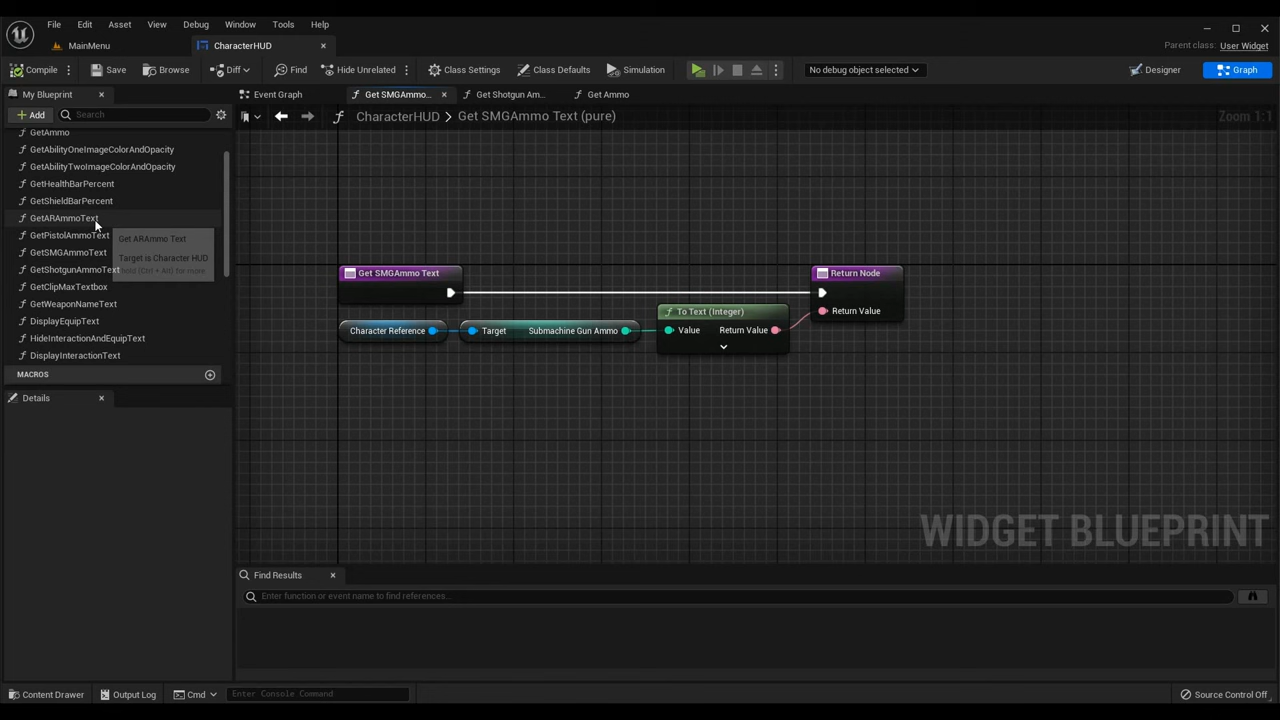 File Edit Asset View Debug Window Tools Help
MainMenu CharacterHUD Parent class: User Widget
Compile Save Browse Diff Find Hide Unrelated Class Settings Class Defaults Simulation No debug object selected Designer Graph
My Blueprint Event Graph Get SMGAmmo... Get Shotgun Am... Get Ammo
Add Search CharacterHUD > Get SMGAmmo Text (pure) Zoom 1:1
GetAmmo
GetAbilityOneImageColorAndOpacity
GetAbilityTwoImageColorAndOpacity
GetHealthBarPercent
GetShieldBarPercent
GetARAmmoText
GetPistolAmmoText
GetSMGAmmoText
GetShotgunAmmoText
GetClipMaxTextbox
GetWeaponNameText
DisplayEquipText
HideInteractionAndEquipText
DisplayInteractionText
MACROS
Details
Get ARAmmo Text
Target is Character HUD
hold (Ctrl + Alt) for more
Get SMGAmmo Text
Character Reference
Target Submachine Gun Ammo
To Text (Integer)
Value Return Value
Return Node
Return Value
WIDGET BLUEPRINT
Find Results
Enter function or event name to find references...
Content Drawer Output Log Cmd Enter Console Command Source Control Off